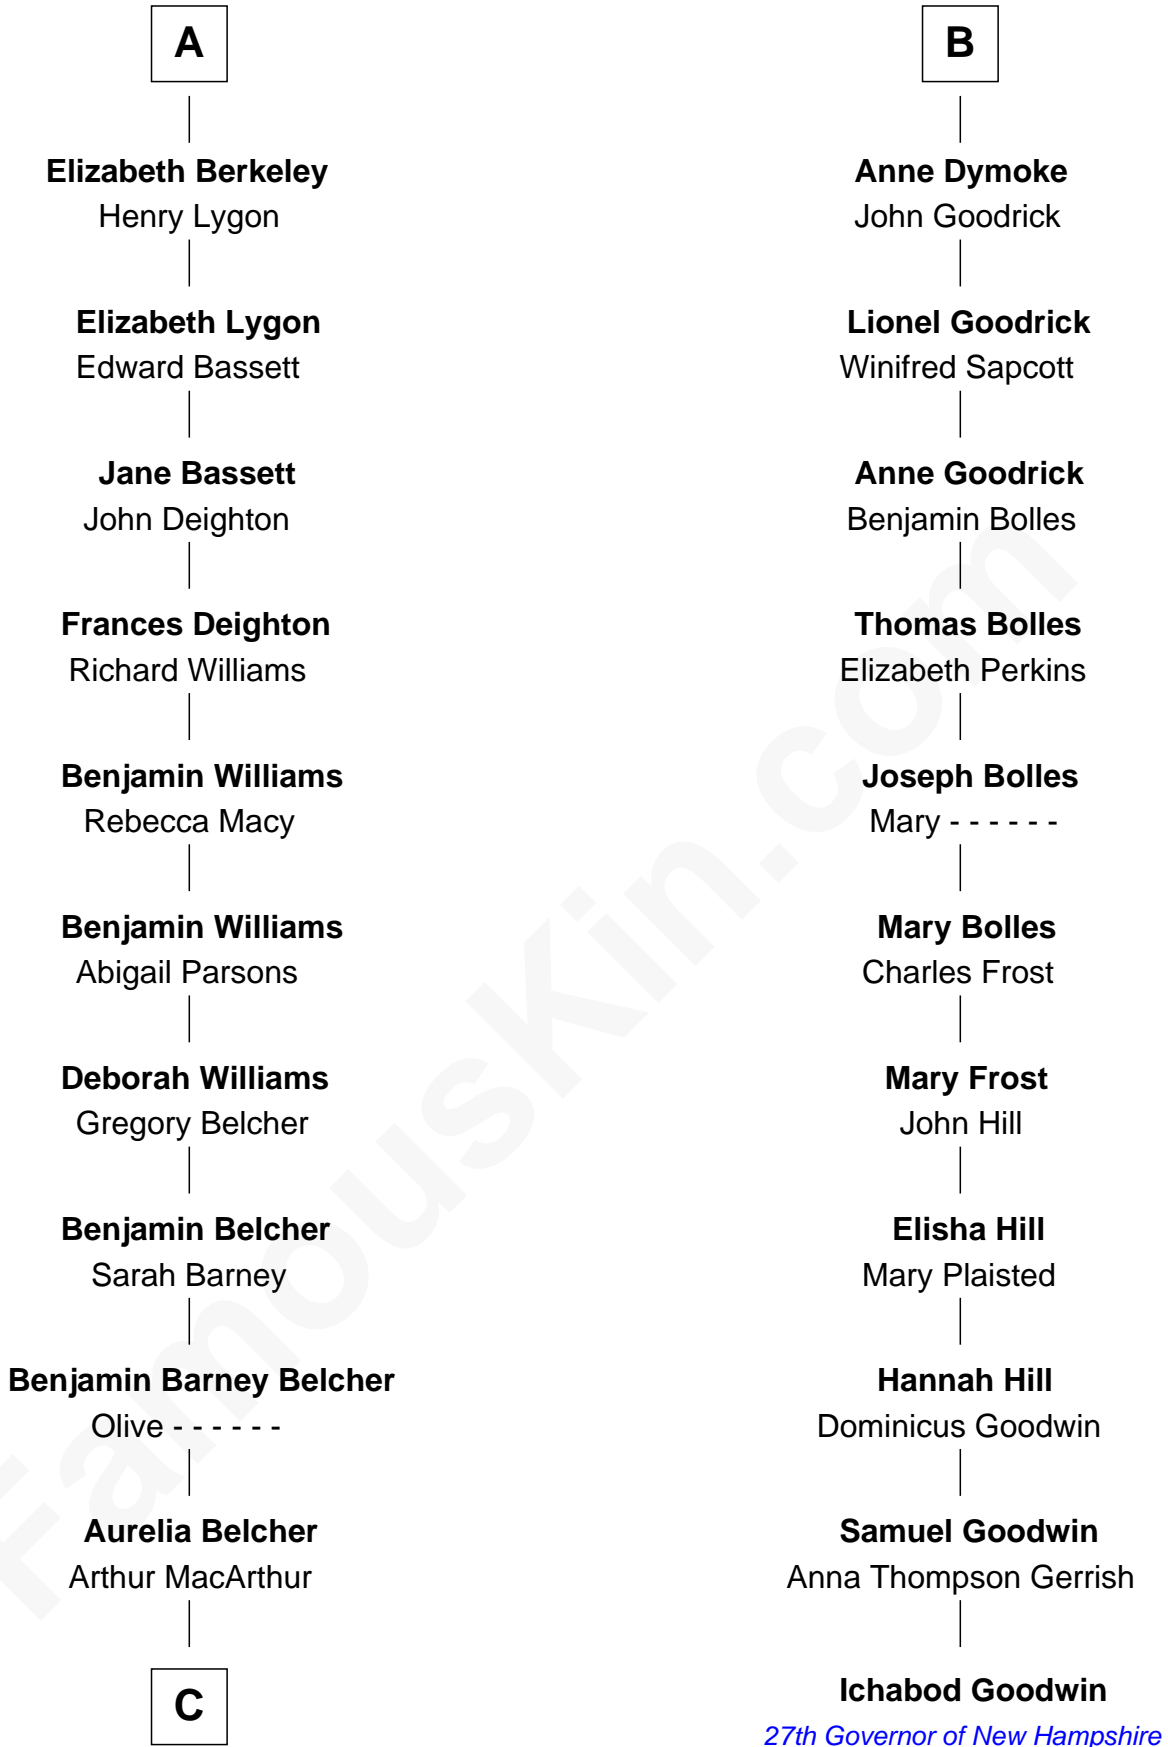 A
Elizabeth Berkeley
Henry Lygon
Elizabeth Lygon
Edward Bassett
Jane Bassett
John Deighton
Frances Deighton
Richard Williams
Benjamin Williams
Rebecca Macy
Benjamin Williams
Abigail Parsons
Deborah Williams
Gregory Belcher
Benjamin Belcher
Sarah Barney
Benjamin Barney Belcher
Olive - - - - - -
Aurelia Belcher
Arthur MacArthur
C
B
Anne Dymoke
John Goodrick
Lionel Goodrick
Winifred Sapcott
Anne Goodrick
Benjamin Bolles
Thomas Bolles
Elizabeth Perkins
Joseph Bolles
Mary - - - - - -
Mary Bolles
Charles Frost
Mary Frost
John Hill
Elisha Hill
Mary Plaisted
Hannah Hill
Dominicus Goodwin
Samuel Goodwin
Anna Thompson Gerrish
Ichabod Goodwin
27th Governor of New Hampshire
FamousKin.com